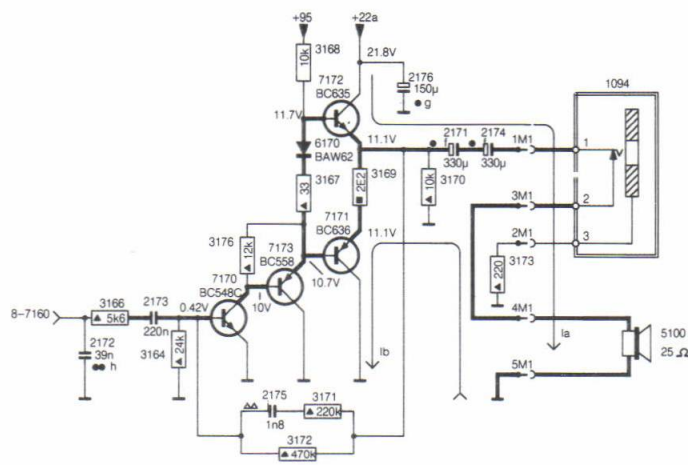 +95
+22a
3168
10k
21.8V
7172
BC635
2176
150µ
g
1094
11.7V
6170
BAW62
11.1V
2171
330µ
2174
330µ
1M1
1
3167
33
3169
2E2
10k
3170
3M1
2
7171
BC636
11.1V
2M1
3
3176
12k
7173
BC558
3173
220
7170
BC548C
10.7V
10V
8-7160
3166
5k6
2173
220n
0.42V
4M1
2172
39n
h
3164
24k
Ib
Ia
5100
25 Ω
5M1
2175
1n8
3171
220k
3172
470k